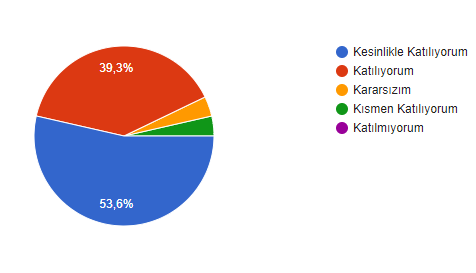 39,3%
53,6%
Kesinlikle Katılıyorum
Katılıyorum
Kararsızım
Kısmen Katılıyorum
Katılmıyorum